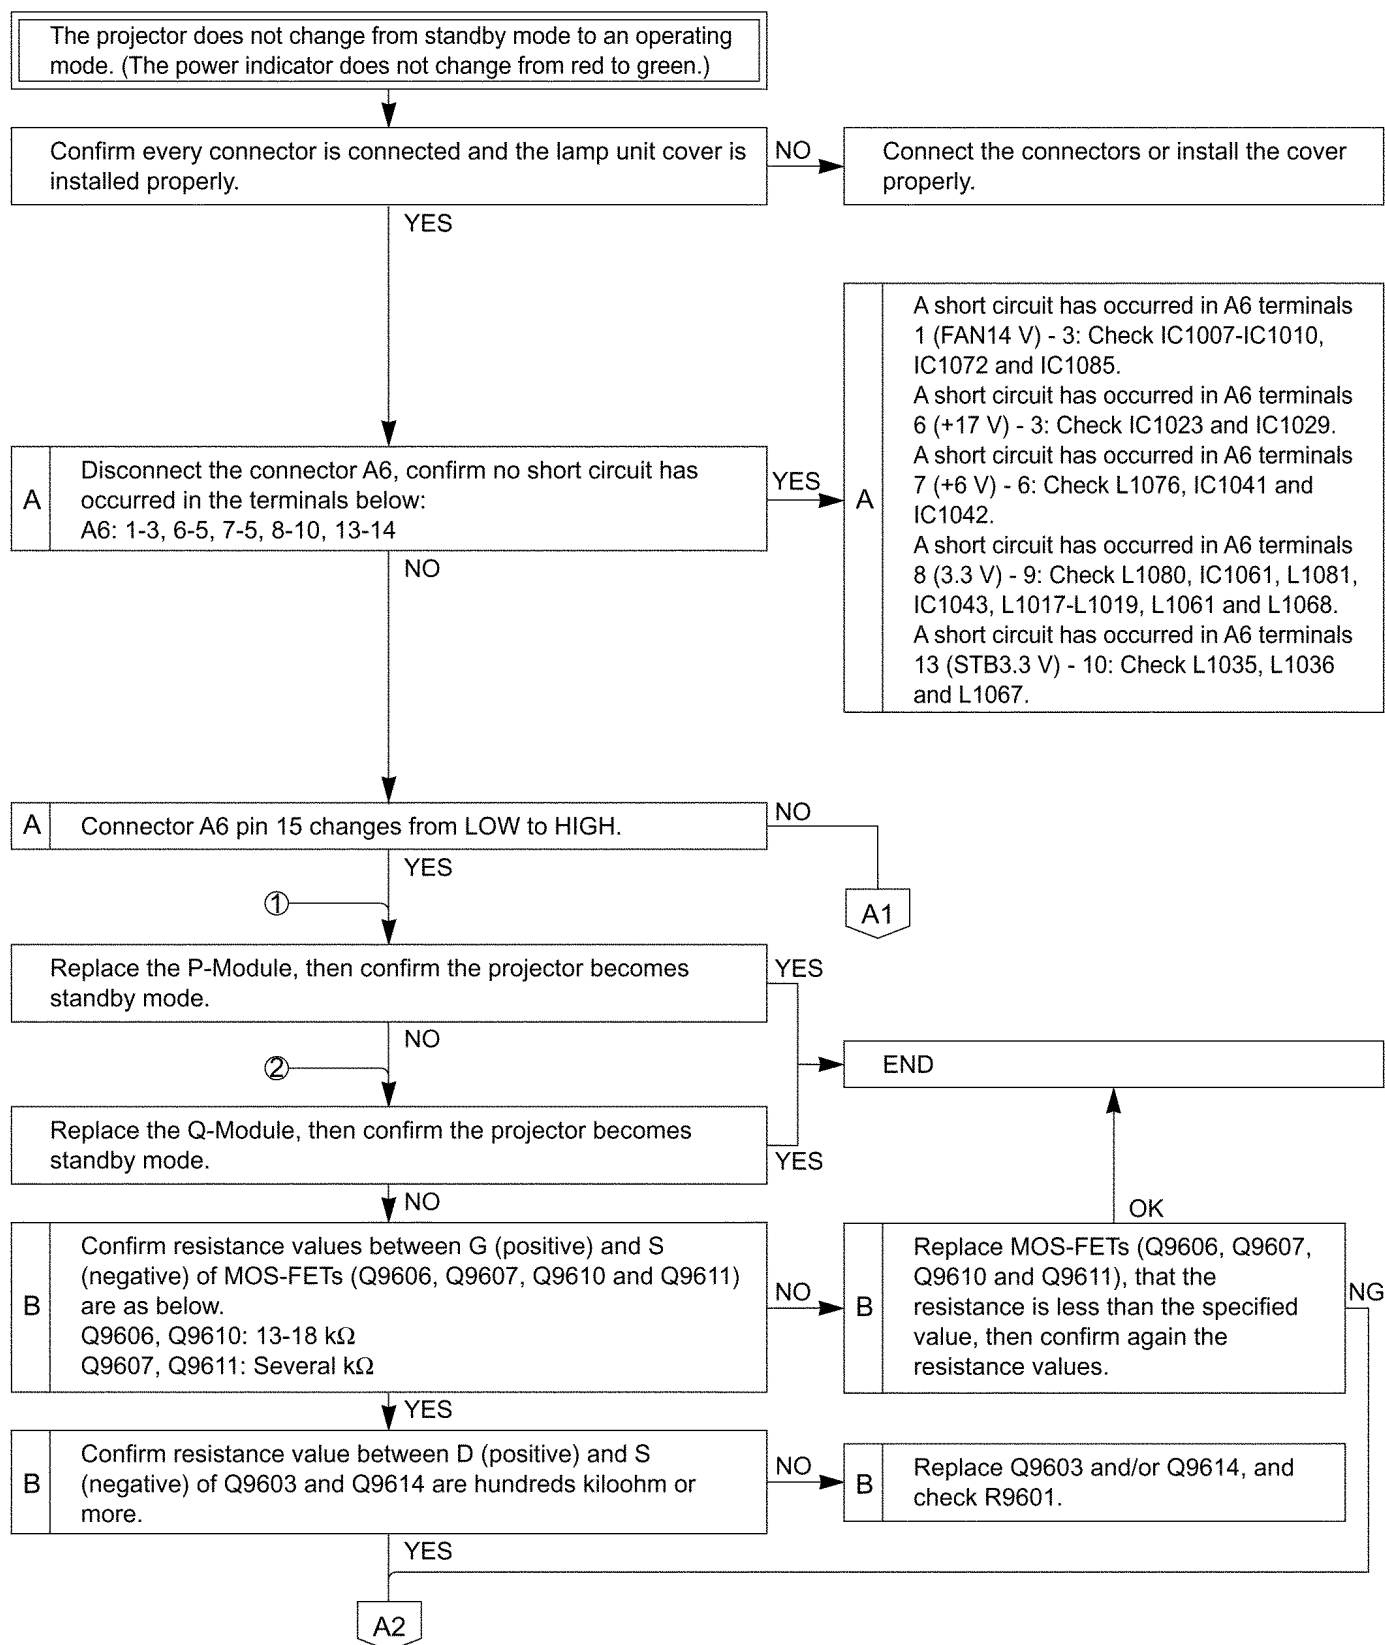 The projector does not change from standby mode to an operating
mode. (The power indicator does not change from red to green.)
Confirm every connector is connected and the lamp unit cover is
installed properly.
NO
Connect the connectors or install the cover
properly.
YES
A
Disconnect the connector A6, confirm no short circuit has
occurred in the terminals below:
A6: 1-3, 6-5, 7-5, 8-10, 13-14
YES
A
A short circuit has occurred in A6 terminals
1 (FAN14 V) - 3: Check IC1007-IC1010,
IC1072 and IC1085.
A short circuit has occurred in A6 terminals
6 (+17 V) - 3: Check IC1023 and IC1029.
A short circuit has occurred in A6 terminals
7 (+6 V) - 6: Check L1076, IC1041 and
IC1042.
A short circuit has occurred in A6 terminals
8 (3.3 V) - 9: Check L1080, IC1061, L1081,
IC1043, L1017-L1019, L1061 and L1068.
A short circuit has occurred in A6 terminals
13 (STB3.3 V) - 10: Check L1035, L1036
and L1067.
NO
A
Connector A6 pin 15 changes from LOW to HIGH.
NO
A1
YES
①
Replace the P-Module, then confirm the projector becomes
standby mode.
YES
NO
②
END
Replace the Q-Module, then confirm the projector becomes
standby mode.
YES
NO
B
Confirm resistance values between G (positive) and S
(negative) of MOS-FETs (Q9606, Q9607, Q9610 and Q9611)
are as below.
Q9606, Q9610: 13-18 kΩ
Q9607, Q9611: Several kΩ
NO
OK
B
Replace MOS-FETs (Q9606, Q9607,
Q9610 and Q9611), that the
resistance is less than the specified
value, then confirm again the
resistance values.
NG
YES
B
Confirm resistance value between D (positive) and S
(negative) of Q9603 and Q9614 are hundreds kiloohm or
more.
NO
B
Replace Q9603 and/or Q9614, and
check R9601.
YES
A2